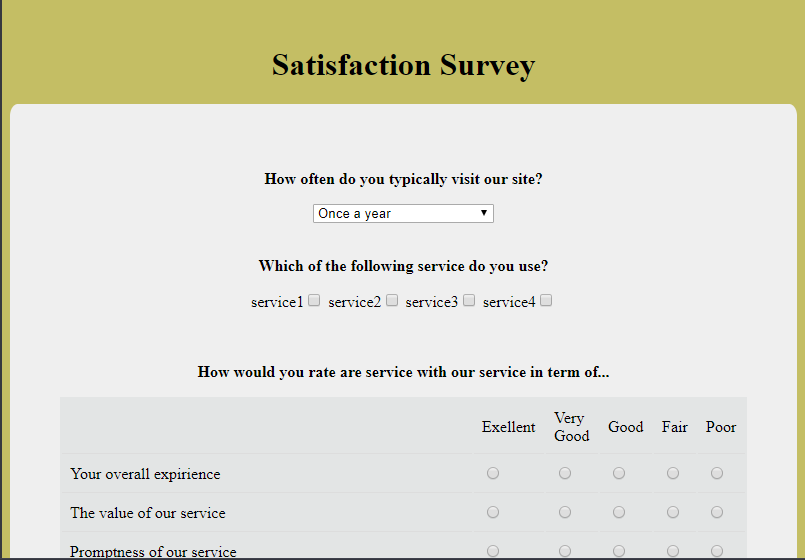 Satisfaction Survey
How often do you typically visit our site?
Once a year
Which of the following service do you use?
service1 service2 service3 service4
How would you rate are service with our service in term of...
Exellent Very Good Good Fair Poor
Your overall expirience
The value of our service
Promptness of our service